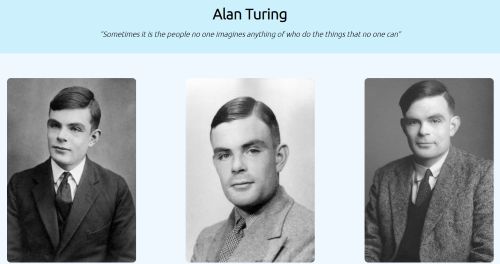 Alan Turing
"Sometimes it is the people no one imagines anything of who do the things that no one can"